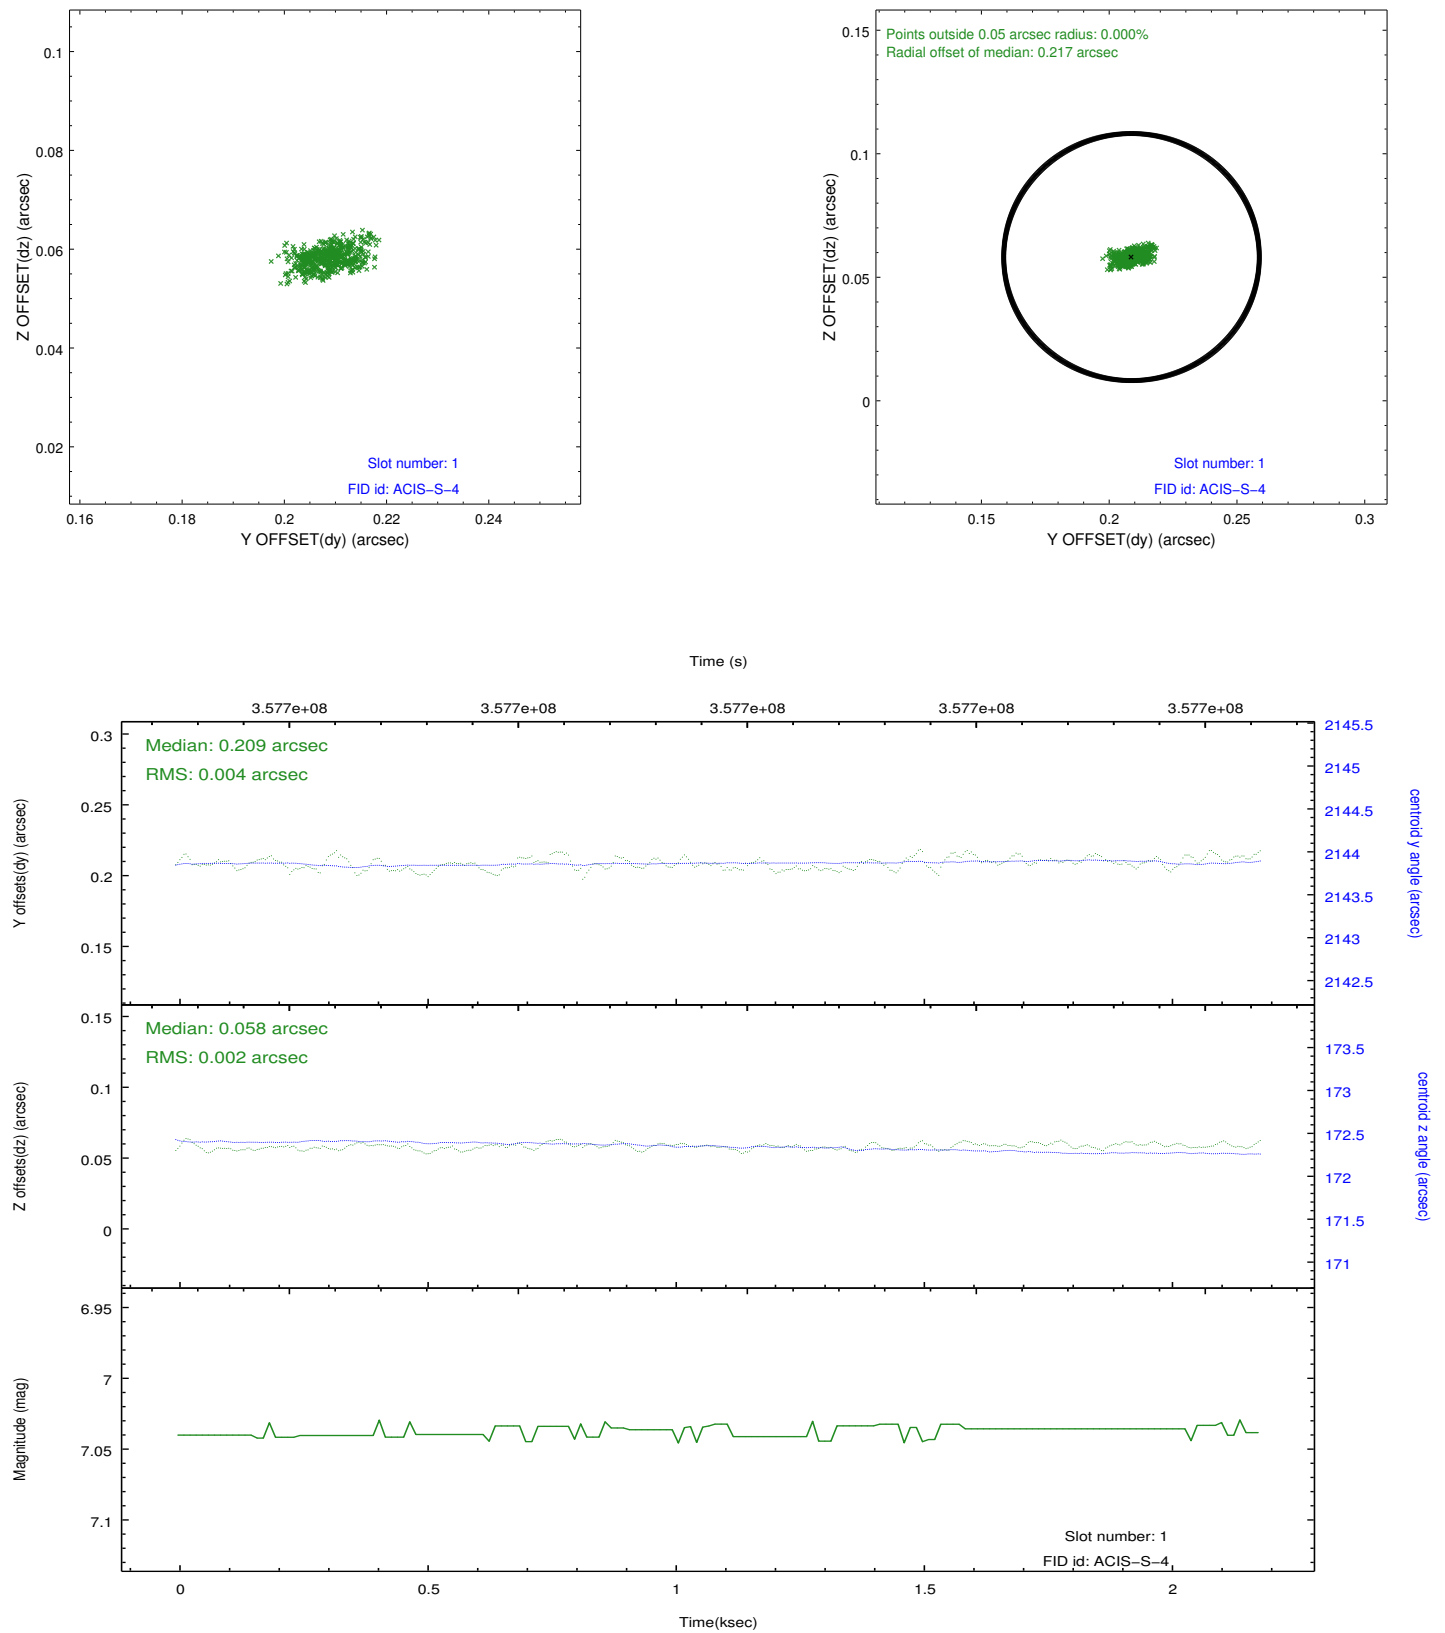 0.1
0.08
0.06
0.04
0.02
Z OFFSET(dz) (arcsec)
Slot number: 1
FID id: ACIS−S−4
0.16 0.18 0.2 0.22 0.24
Y OFFSET(dy) (arcsec)
Points outside 0.05 arcsec radius: 0.000%
Radial offset of median: 0.217 arcsec
0.15
0.1
0.05
0
Z OFFSET(dz) (arcsec)
Slot number: 1
FID id: ACIS−S−4
0.15 0.2 0.25 0.3
Y OFFSET(dy) (arcsec)
Time (s)
3.577e+08 3.577e+08 3.577e+08 3.577e+08 3.577e+08
Median: 0.209 arcsec
RMS: 0.004 arcsec
0.3
0.25
0.2
0.15
Y offsets(dy) (arcsec)
2145.5
2145
2144.5
2144
2143.5
2143
2142.5
centroid y angle (arcsec)
Median: 0.058 arcsec
RMS: 0.002 arcsec
0.15
0.1
0.05
0
Z offsets(dz) (arcsec)
173.5
173
172.5
172
171.5
171
centroid z angle (arcsec)
6.95
7
7.05
7.1
Magnitude (mag)
Slot number: 1
FID id: ACIS−S−4
0 0.5 1 1.5 2
Time(ksec)